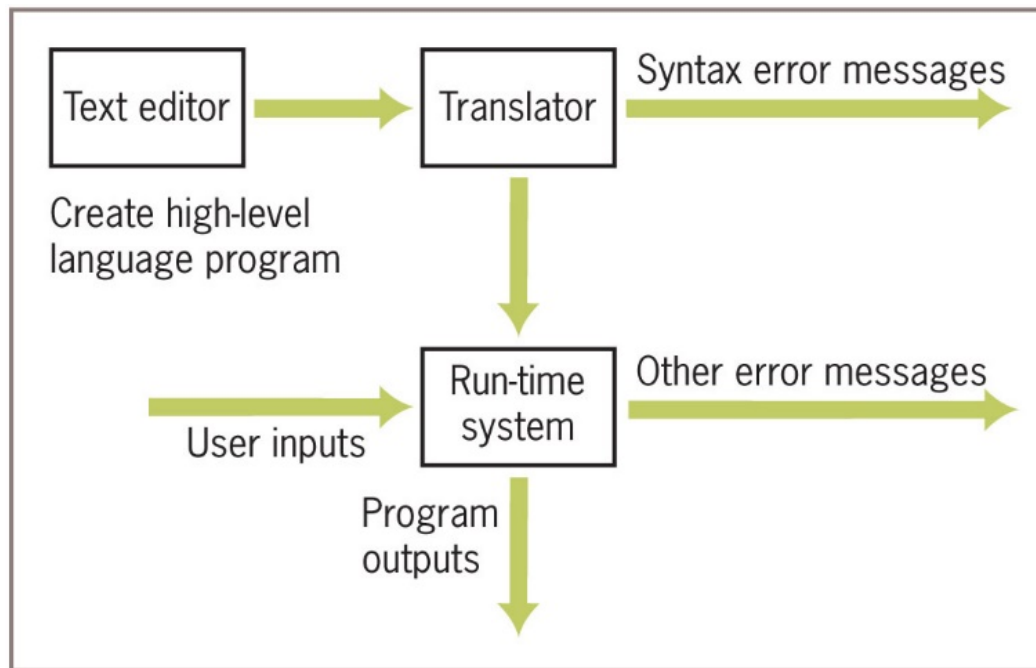 Text editor
Translator
Syntax error messages
Create high-level
language program
Run-time
system
Other error messages
User inputs
Program
outputs